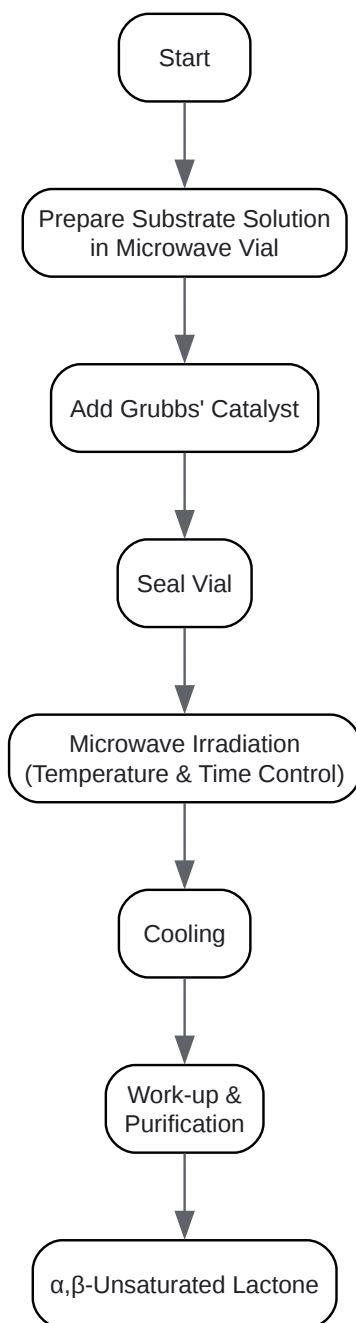 Start
Prepare Substrate Solution
in Microwave Vial
Add Grubbs' Catalyst
Seal Vial
Microwave Irradiation
(Temperature & Time Control)
Cooling
Work-up &
Purification
α,β-Unsaturated Lactone